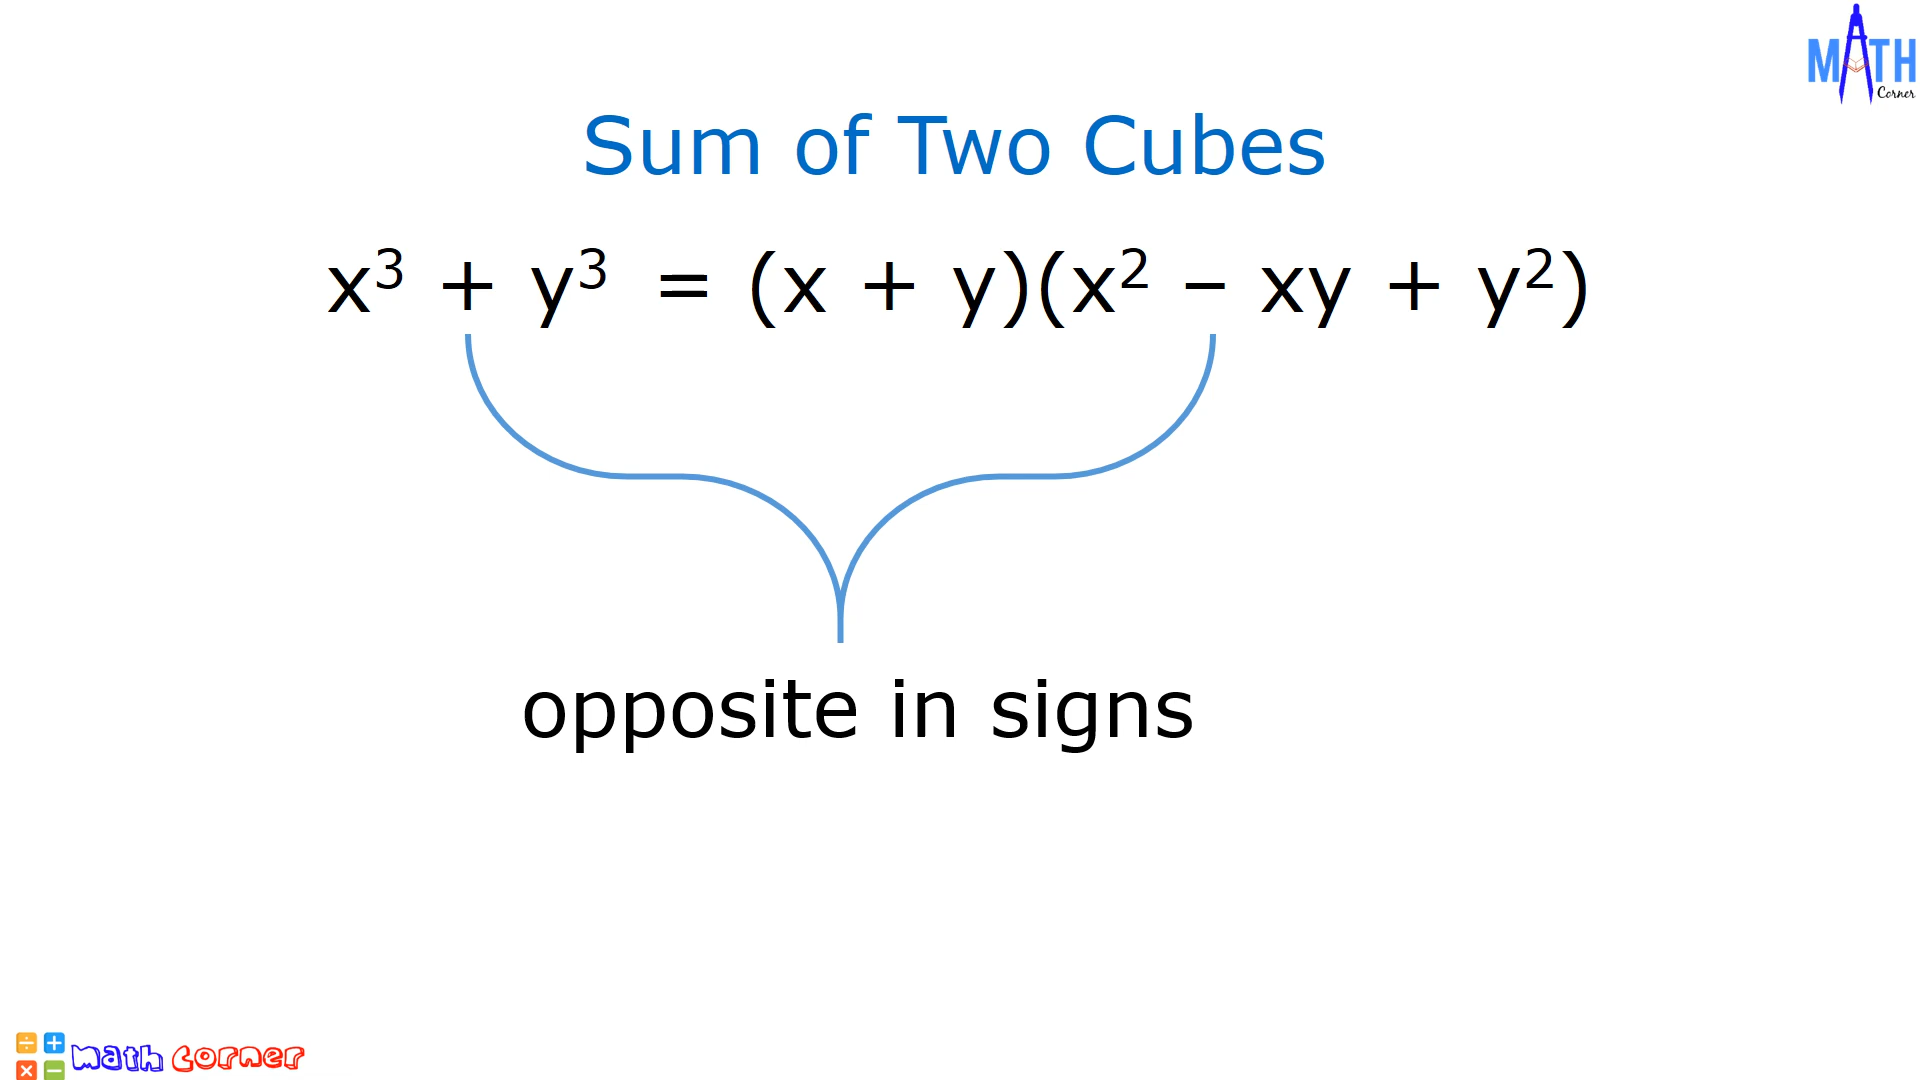 MATH
Corner
Sum of Two Cubes
x³ + y³ = (x + y)(x² – xy + y²)
opposite in signs
÷ +
× −
math corner